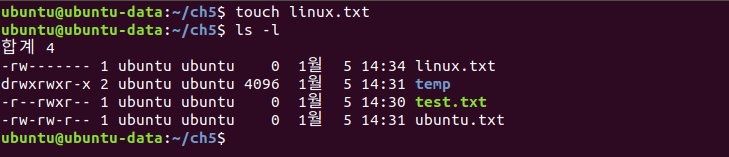 ubuntu@ubuntu-data:~/ch5$ touch linux.txt
ubuntu@ubuntu-data:~/ch5$ ls -l
합계 4
-rw------- 1 ubuntu ubuntu    0  1월  5 14:34 linux.txt
drwxrwxr-x 2 ubuntu ubuntu 4096  1월  5 14:31 temp
-r--rwxr-- 1 ubuntu ubuntu    0  1월  5 14:30 test.txt
-rw-rw-r-- 1 ubuntu ubuntu    0  1월  5 14:31 ubuntu.txt
ubuntu@ubuntu-data:~/ch5$